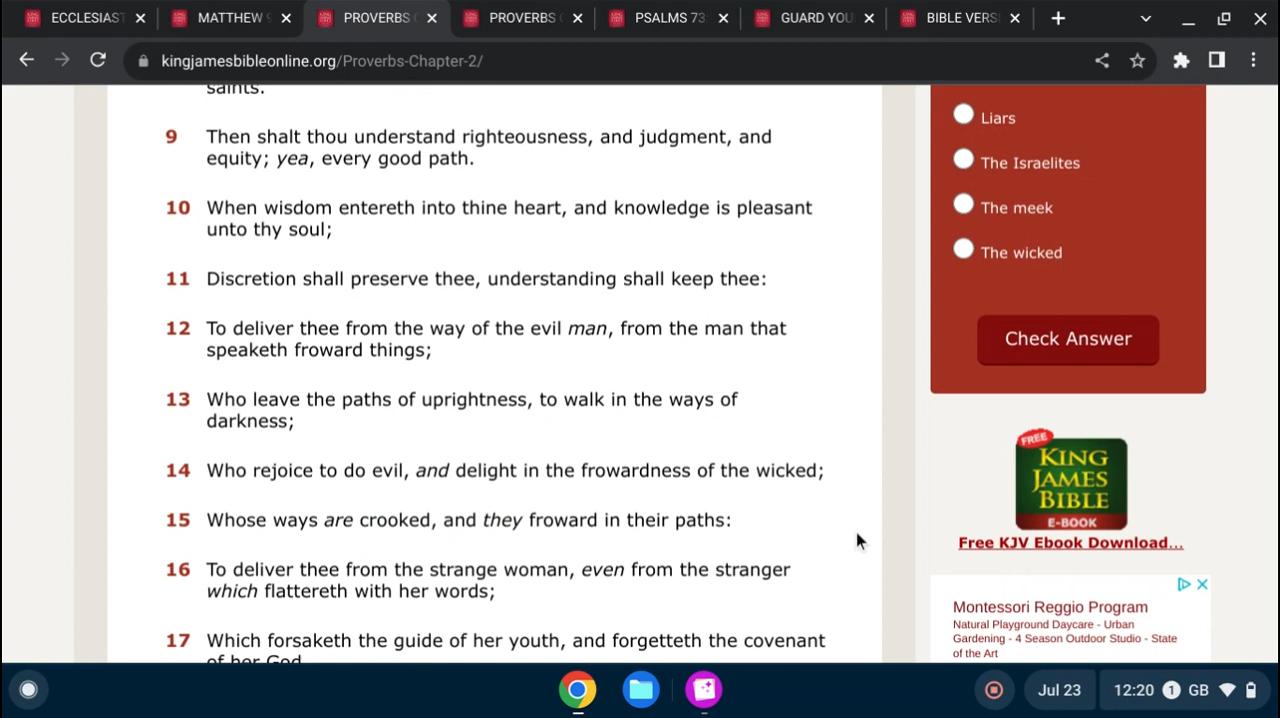 ECCLESIAST
MATTHEW 9
PROVERBS
PROVERBS
PSALMS 73
GUARD YOU
BIBLE VERS
kingjamesbibleonline.org/Proverbs-Chapter-2/
saints.
9 Then shalt thou understand righteousness, and judgment, and
equity; yea, every good path.
10 When wisdom entereth into thine heart, and knowledge is pleasant
unto thy soul;
11 Discretion shall preserve thee, understanding shall keep thee:
12 To deliver thee from the way of the evil man, from the man that
speaketh froward things;
13 Who leave the paths of uprightness, to walk in the ways of
darkness;
14 Who rejoice to do evil, and delight in the frowardness of the wicked;
15 Whose ways are crooked, and they froward in their paths:
16 To deliver thee from the strange woman, even from the stranger
which flattereth with her words;
17 Which forsaketh the guide of her youth, and forgetteth the covenant
of her God.
Liars
The Israelites
The meek
The wicked
Check Answer
FREE
KING
JAMES
BIBLE
E-BOOK
Free KJV Ebook Download...
Montessori Reggio Program
Natural Playground Daycare - Urban
Gardening - 4 Season Outdoor Studio - State
of the Art
Jul 23
12:20
1
GB